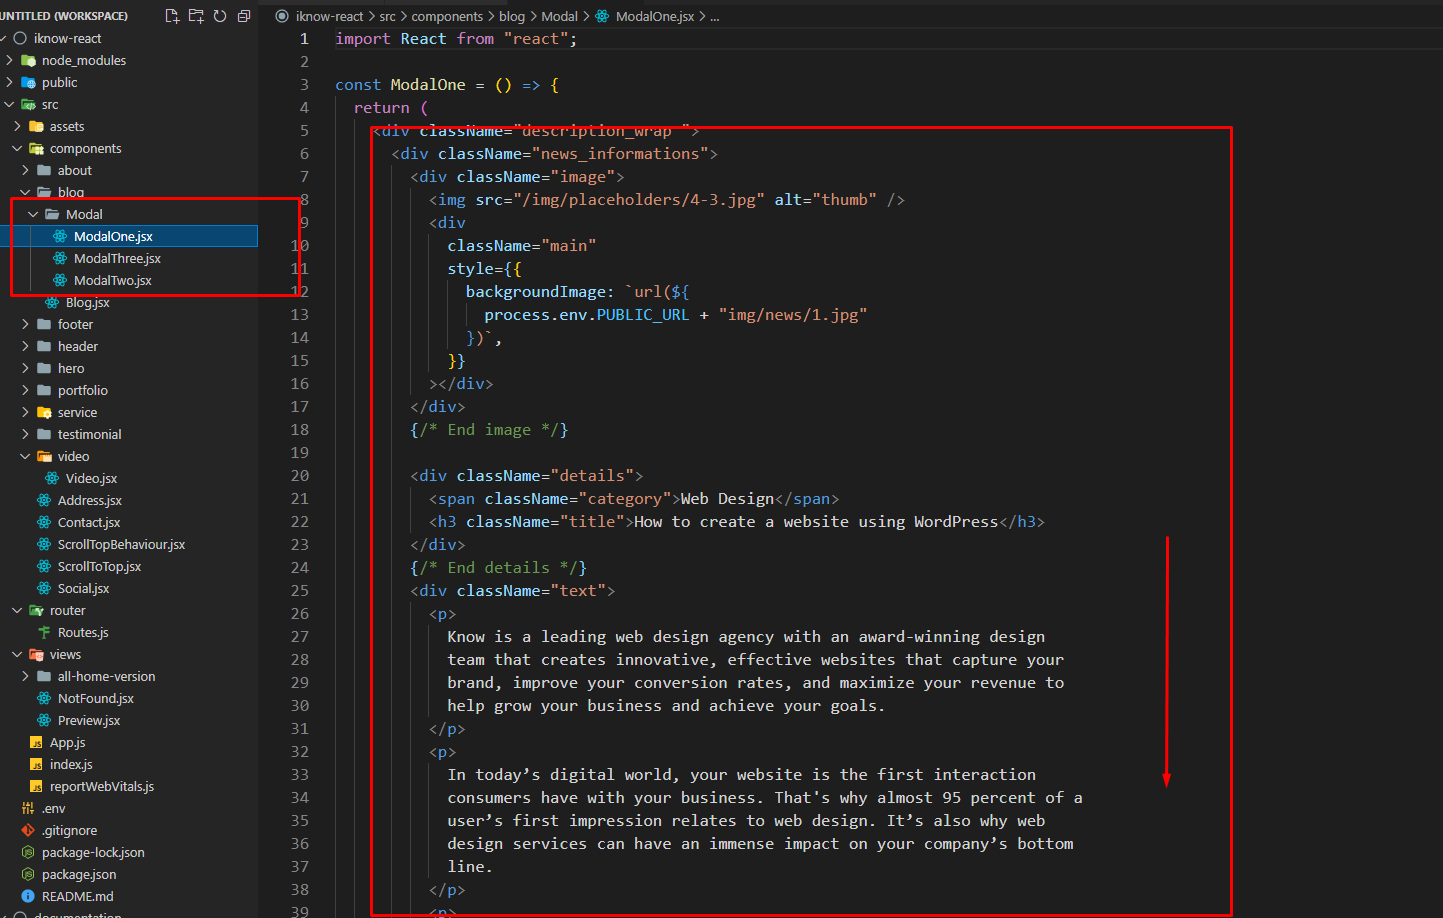 UNTITLED (WORKSPACE)
iknow-react
node_modules
public
src
assets
components
about
blog
Modal
ModalOne.jsx
ModalThree.jsx
ModalTwo.jsx
Blog.jsx
footer
header
hero
portfolio
service
testimonial
video
Video.jsx
Address.jsx
Contact.jsx
ScrollTopBehaviour.jsx
ScrollToTop.jsx
Social.jsx
router
Routes.js
views
all-home-version
NotFound.jsx
Preview.jsx
App.js
index.js
reportWebVitals.js
.env
.gitignore
package-lock.json
package.json
README.md
documentation
iknow-react > src > components > blog > Modal > ModalOne.jsx > ...
1 import React from "react";
2
3 const ModalOne = () => {
4 return (
5 <div className="description_wrap ">
6 <div className="news_informations">
7 <div className="image">
8 <img src="/img/placeholders/4-3.jpg" alt="thumb" />
9 <div
10 className="main"
11 style={{
12 backgroundImage: `url(${
13 process.env.PUBLIC_URL + "img/news/1.jpg"
14 })`,
15 }}
16 ></div>
17 </div>
18 {/* End image */}
19
20 <div className="details">
21 <span className="category">Web Design</span>
22 <h3 className="title">How to create a website using WordPress</h3>
23 </div>
24 {/* End details */}
25 <div className="text">
26 <p>
27 Know is a leading web design agency with an award-winning design
28 team that creates innovative, effective websites that capture your
29 brand, improve your conversion rates, and maximize your revenue to
30 help grow your business and achieve your goals.
31 </p>
32 <p>
33 In today’s digital world, your website is the first interaction
34 consumers have with your business. That's why almost 95 percent of a
35 user’s first impression relates to web design. It’s also why web
36 design services can have an immense impact on your company’s bottom
37 line.
38 </p>
39 <p>